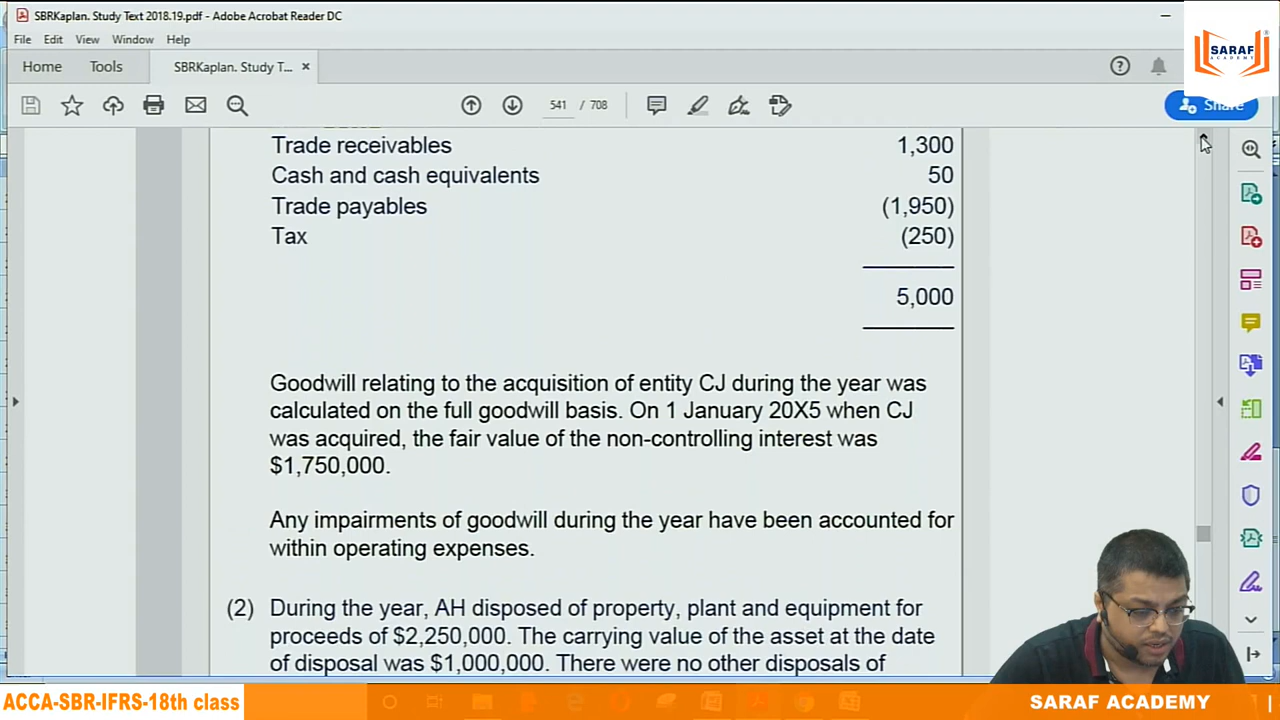 SBRKaplan. Study Text 2018.19.pdf - Adobe Acrobat Reader DC
File Edit View Window Help
SARAF
ACADEMY
Home Tools SBRKaplan. Study T... ×
541 / 708
Share
Trade receivables 1,300
Cash and cash equivalents 50
Trade payables (1,950)
Tax (250)
5,000
Goodwill relating to the acquisition of entity CJ during the year was
calculated on the full goodwill basis. On 1 January 20X5 when CJ
was acquired, the fair value of the non-controlling interest was
$1,750,000.
Any impairments of goodwill during the year have been accounted for
within operating expenses.
(2) During the year, AH disposed of property, plant and equipment for
proceeds of $2,250,000. The carrying value of the asset at the date
of disposal was $1,000,000. There were no other disposals of
ACCA-SBR-IFRS-18th class
SARAF ACADEMY |